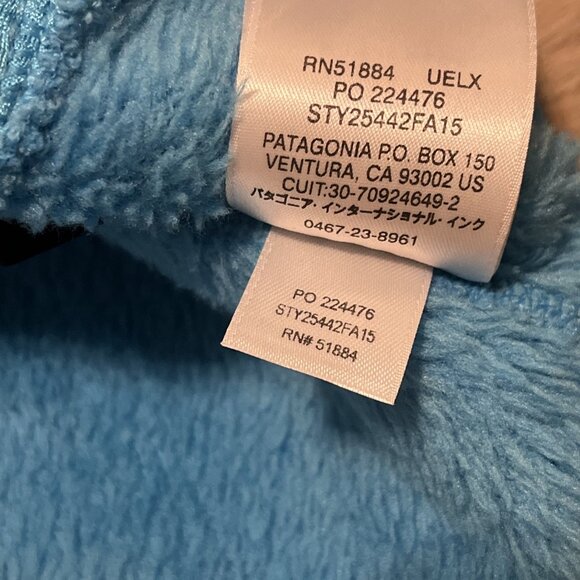 RN51884 UELX
PO 224476
STY25442FA15
PATAGONIA P.O. BOX 150
VENTURA, CA 93002 US
CUIT:30-70924649-2
パタゴニア・インターナショナル・インク
0467-23-8961
PO 224476
STY25442FA15
RN# 51884